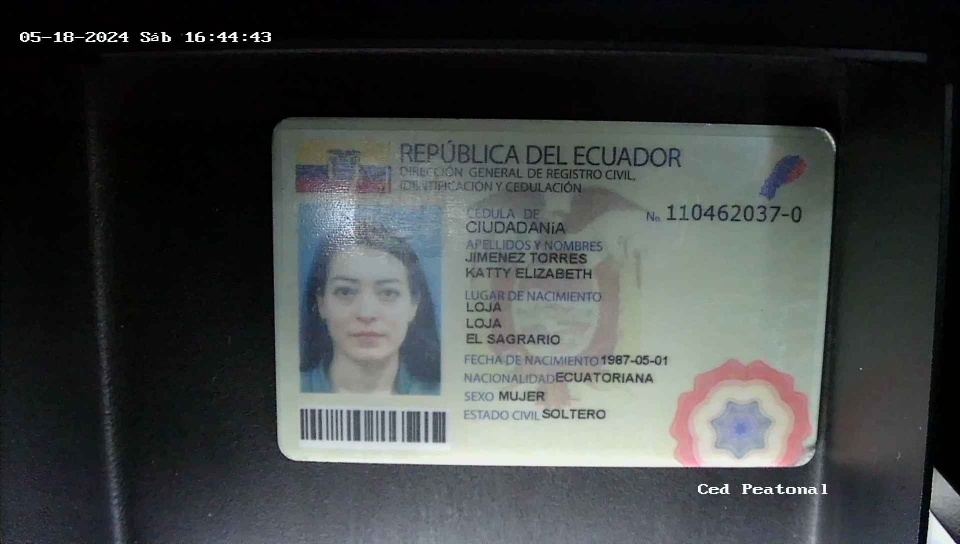 05-18-2024 Sáb 16:44:43
REPÚBLICA DEL ECUADOR
DIRECCIÓN GENERAL DE REGISTRO CIVIL,
IDENTIFICACIÓN Y CEDULACIÓN
CÉDULA DE
CIUDADANíA
No. 110462037-0
APELLIDOS Y NOMBRES
JIMENEZ TORRES
KATTY ELIZABETH
LUGAR DE NACIMIENTO
LOJA
LOJA
EL SAGRARIO
FECHA DE NACIMIENTO 1987-05-01
NACIONALIDAD ECUATORIANA
SEXO MUJER
ESTADO CIVIL SOLTERO
Ced Peatonal